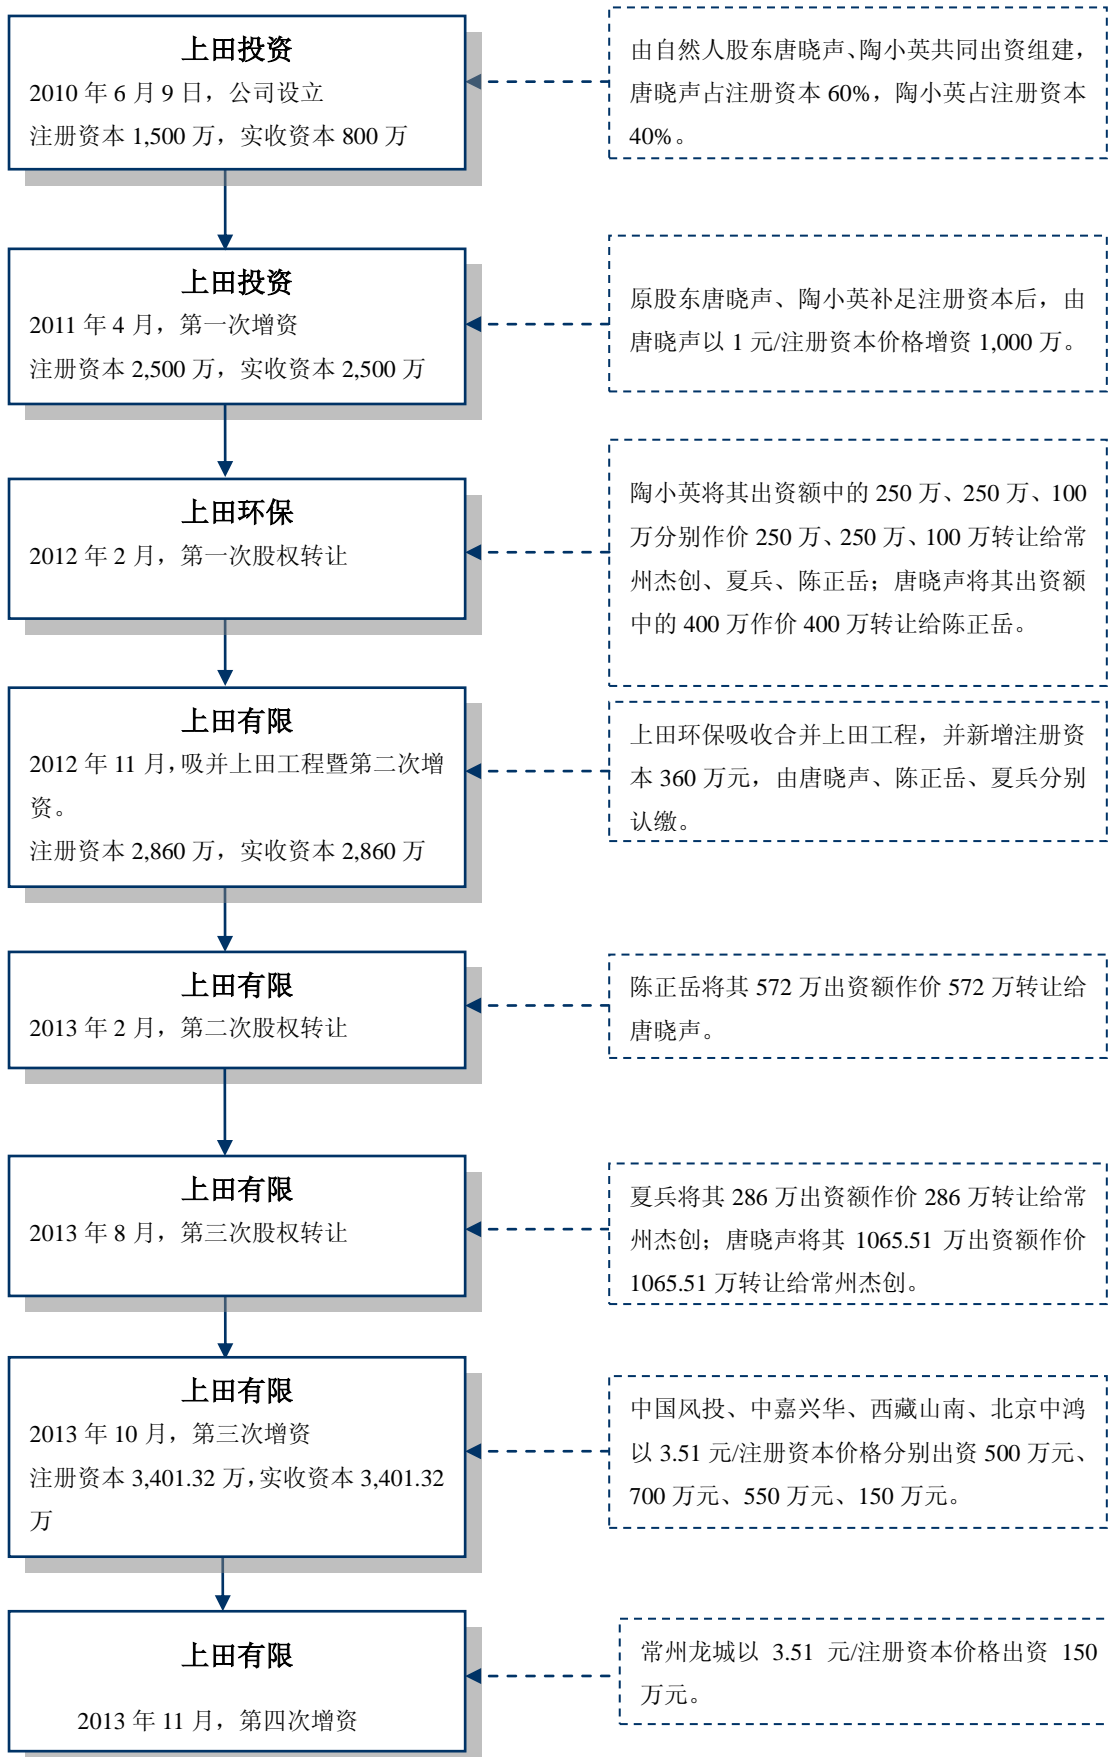 上田投资
2010 年 6 月 9 日，公司设立
注册资本 1,500 万，实收资本 800 万
由自然人股东唐晓声、陶小英共同出资组建，
唐晓声占注册资本 60%，陶小英占注册资本
40%。
上田投资
2011 年 4 月，第一次增资
注册资本 2,500 万，实收资本 2,500 万
原股东唐晓声、陶小英补足注册资本后，由
唐晓声以 1 元/注册资本价格增资 1,000 万。
上田环保
2012 年 2 月，第一次股权转让
陶小英将其出资额中的 250 万、250 万、100
万分别作价 250 万、250 万、100 万转让给常
州杰创、夏兵、陈正岳；唐晓声将其出资额
中的 400 万作价 400 万转让给陈正岳。
上田有限
2012 年 11 月，吸并上田工程暨第二次增
资。
注册资本 2,860 万，实收资本 2,860 万
上田环保吸收合并上田工程，并新增注册资
本 360 万元，由唐晓声、陈正岳、夏兵分别
认缴。
上田有限
2013 年 2 月，第二次股权转让
陈正岳将其 572 万出资额作价 572 万转让给
唐晓声。
上田有限
2013 年 8 月，第三次股权转让
夏兵将其 286 万出资额作价 286 万转让给常
州杰创；唐晓声将其 1065.51 万出资额作价
1065.51 万转让给常州杰创。
上田有限
2013 年 10 月，第三次增资
注册资本 3,401.32 万，实收资本 3,401.32
万
中国风投、中嘉兴华、西藏山南、北京中鸿
以 3.51 元/注册资本价格分别出资 500 万元、
700 万元、550 万元、150 万元。
上田有限
2013 年 11 月，第四次增资
常州龙城以 3.51 元/注册资本价格出资 150
万元。